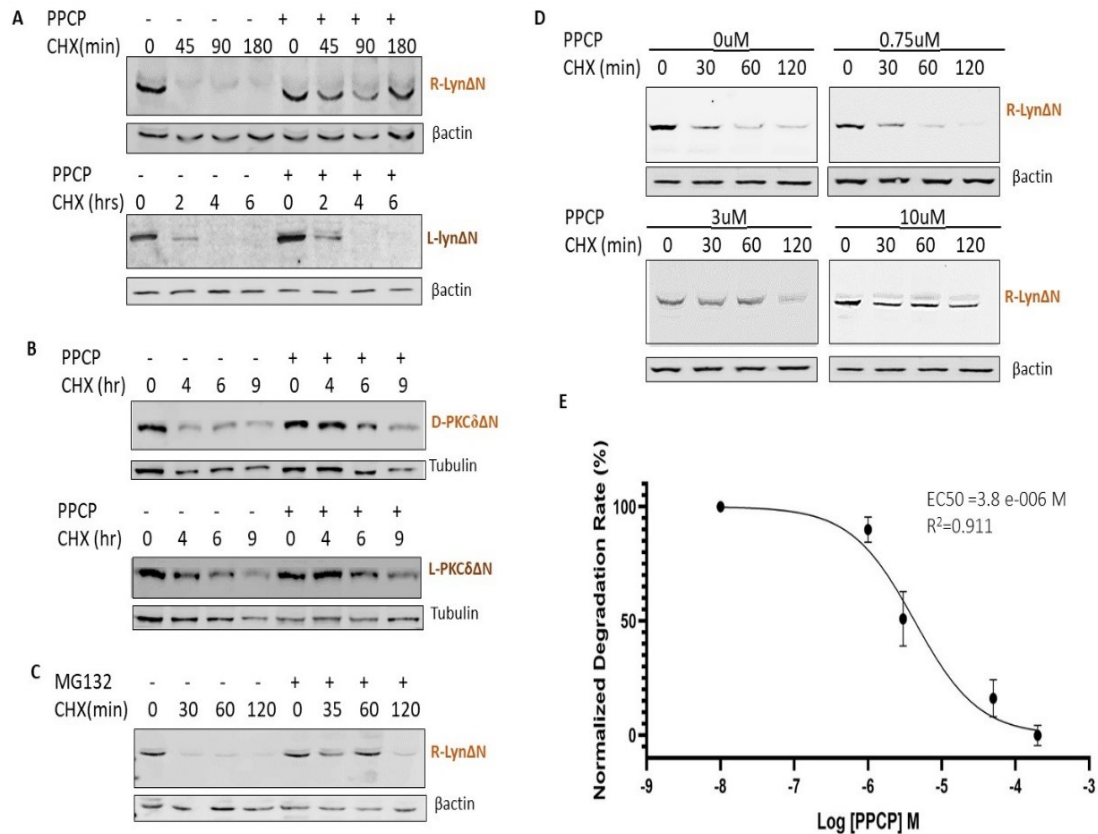 A
PPCP - - - - + + + +
CHX(min) 0 45 90 180 0 45 90 180
R-LynΔN
βactin
PPCP - - - - + + + +
CHX (hrs) 0 2 4 6 0 2 4 6
L-lynΔN
βactin
B
PPCP - - - - + + + +
CHX (hr) 0 4 6 9 0 4 6 9
D-PKCδΔN
Tubulin
PPCP - - - - + + + +
CHX (hr) 0 4 6 9 0 4 6 9
L-PKCδΔN
Tubulin
C
MG132 - - - - + + + +
CHX(min) 0 30 60 120 0 35 60 120
R-LynΔN
βactin
D
PPCP 0uM 0.75uM
CHX (min) 0 30 60 120 0 30 60 120
R-LynΔN
βactin
PPCP 3uM 10uM
CHX (min) 0 30 60 120 0 30 60 120
R-LynΔN
βactin
E
Normalized Degradation Rate (%)
100
50
0
EC50 =3.8 e-006 M
R²=0.911
-9 -8 -7 -6 -5 -4 -3
Log [PPCP] M